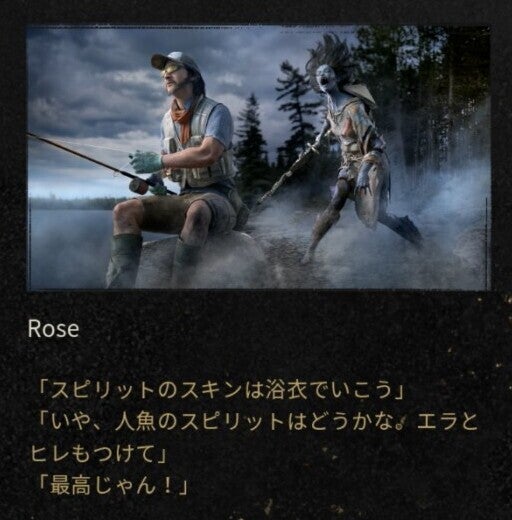 Rose
「スピリットのスキンは浴衣でいこう」
「いや、人魚のスピリットはどうかな。エラと
ヒレもつけて」
「最高じゃん！」